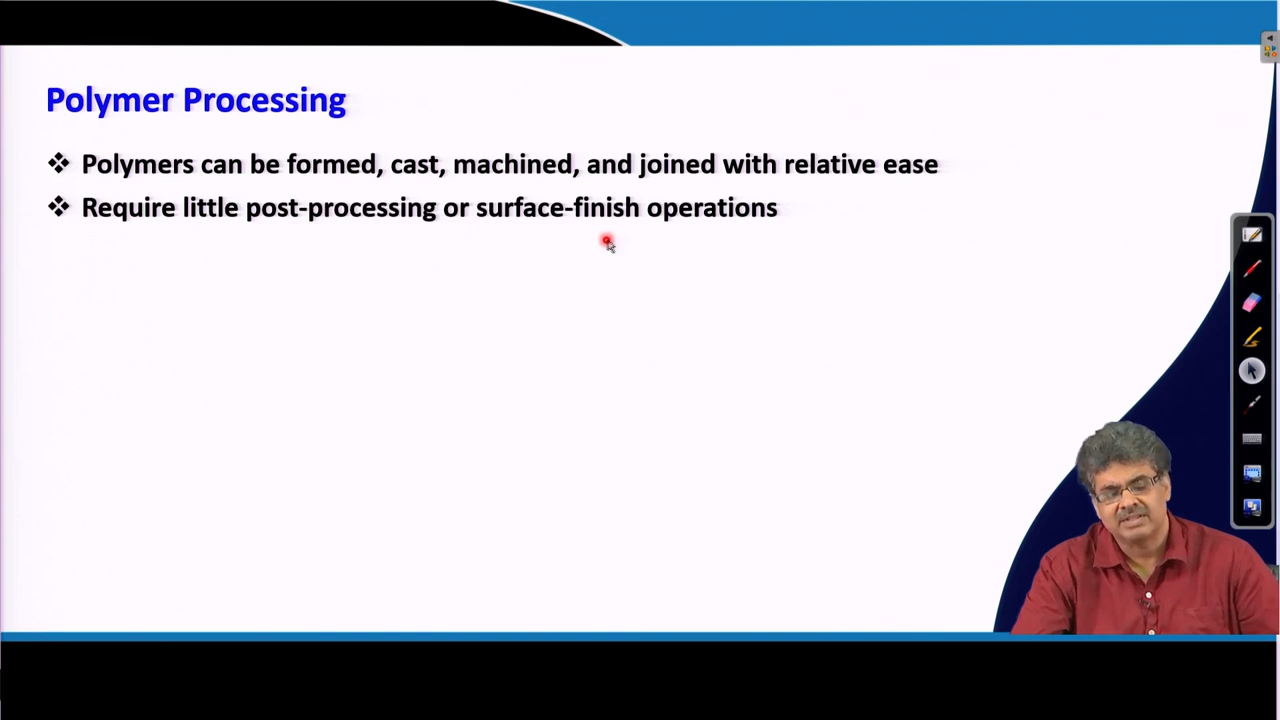 Polymer Processing
❖ Polymers can be formed, cast, machined, and joined with relative ease
❖ Require little post-processing or surface-finish operations